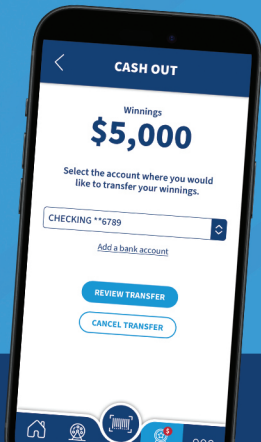 CASH OUT
Winnings
$5,000
Select the account where you would
like to transfer your winnings.
CHECKING **6789
Add a bank account
REVIEW TRANSFER
CANCEL TRANSFER